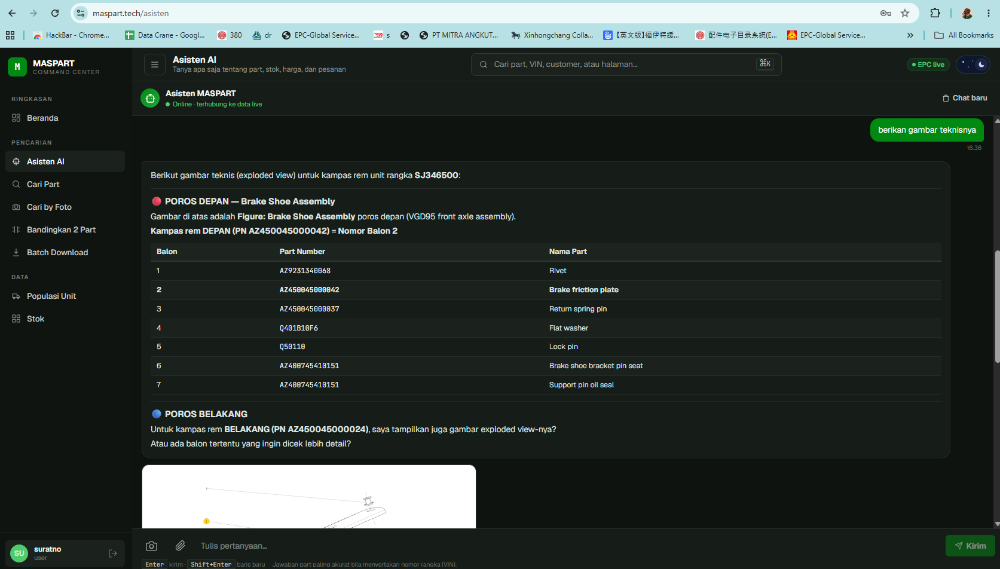 maspart.tech/asisten
HackBar - Chrome...
Data Crane - Googl...
380
dr
EPC-Global Service...
s
PT MITRA ANGKUT...
Xinhongchang Colla...
【英文版】福伊特缓...
配件电子目录系统(E...
EPC-Global Service...
All Bookmarks
M
MASPART
COMMAND CENTER
Asisten AI
Tanya apa saja tentang part, stok, harga, dan pesanan
Cari part, VIN, customer, atau halaman...
⌘K
EPC live
RINGKASAN
Beranda
PENCARIAN
Asisten AI
Cari Part
Cari by Foto
Bandingkan 2 Part
Batch Download
DATA
Populasi Unit
Stok
SU
suratno
user
Asisten MASPART
Online · terhubung ke data live
Chat baru
berikan gambar teknisnya
16.36
Berikut gambar teknis (exploded view) untuk kampas rem unit rangka SJ346500:
POROS DEPAN — Brake Shoe Assembly
Gambar di atas adalah Figure: Brake Shoe Assembly poros depan (VGD95 front axle assembly).
Kampas rem DEPAN (PN AZ450045000042) = Nomor Balon 2
Balon Part Number Nama Part
1 AZ9231340068 Rivet
2 AZ450045000042 Brake friction plate
3 AZ450045000037 Return spring pin
4 Q401B10F6 Flat washer
5 Q50110 Lock pin
6 AZ400745410151 Brake shoe bracket pin seat
7 AZ400745410151 Support pin oil seal
POROS BELAKANG
Untuk kampas rem BELAKANG (PN AZ450045000024), saya tampilkan juga gambar exploded view-nya?
Atau ada balon tertentu yang ingin dicek lebih detail?
2
Tulis pertanyaan...
Kirim
Enter kirim · Shift+Enter baris baru Jawaban part paling akurat bila menyertakan nomor rangka (VIN).